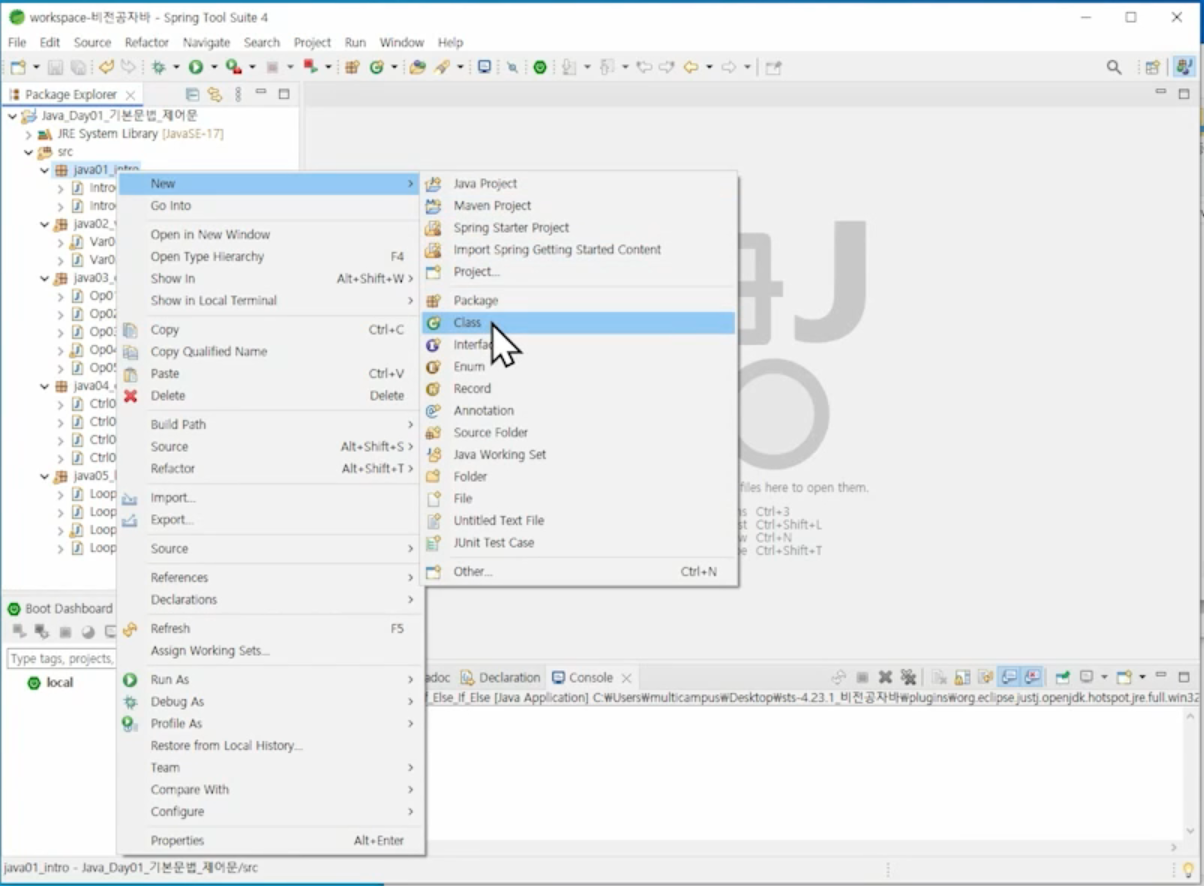 workspace-비전공자바 - Spring Tool Suite 4
File Edit Source Refactor Navigate Search Project Run Window Help
Package Explorer
Java_Day01_기본문법_제어문
JRE System Library [JavaSE-17]
src
java01_intro
Intro
Intro
java02_
Var0
Var0
java03_
Op0
Op02
Op03
Op04
Op05
java04_
Ctrl0
Ctrl0
Ctrl0
Ctrl0
java05_l
Loop
Loop
Loop
Loop
New
Go Into
Open in New Window
Open Type Hierarchy F4
Show In Alt+Shift+W
Show in Local Terminal
Copy Ctrl+C
Copy Qualified Name
Paste Ctrl+V
Delete Delete
Build Path
Source Alt+Shift+S
Refactor Alt+Shift+T
Import...
Export...
Source
References
Declarations
Refresh F5
Assign Working Sets...
Run As
Debug As
Profile As
Restore from Local History...
Team
Compare With
Configure
Properties Alt+Enter
Java Project
Maven Project
Spring Starter Project
Import Spring Getting Started Content
Project...
Package
Class
Interfac
Enum
Record
Annotation
Source Folder
Java Working Set
Folder
File
Untitled Text File
JUnit Test Case
Other... Ctrl+N
files here to open them.
Ctrl+3
Ctrl+Shift+L
Ctrl+N
Ctrl+Shift+T
Boot Dashboard
Type tags, projects,
local
adoc Declaration Console
f_Else_If_Else [Java Application] C:₩Users₩multicampus₩Desktop₩sts-4.23.1_비전공자바₩plugins₩org.eclipse.justj.openjdk.hotspot.jre.full.win32
java01_intro - Java_Day01_기본문법_제어문/src